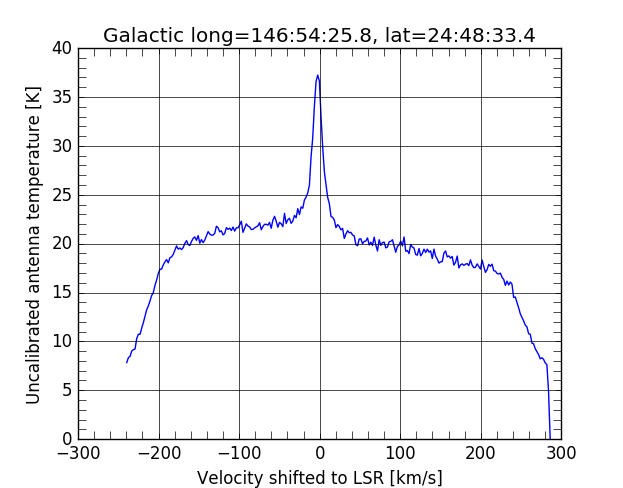 Galactic long=146:54:25.8, lat=24:48:33.4
Uncalibrated antenna temperature [K]
40
35
30
25
20
15
10
5
0
−300 −200 −100 0 100 200 300
Velocity shifted to LSR [km/s]